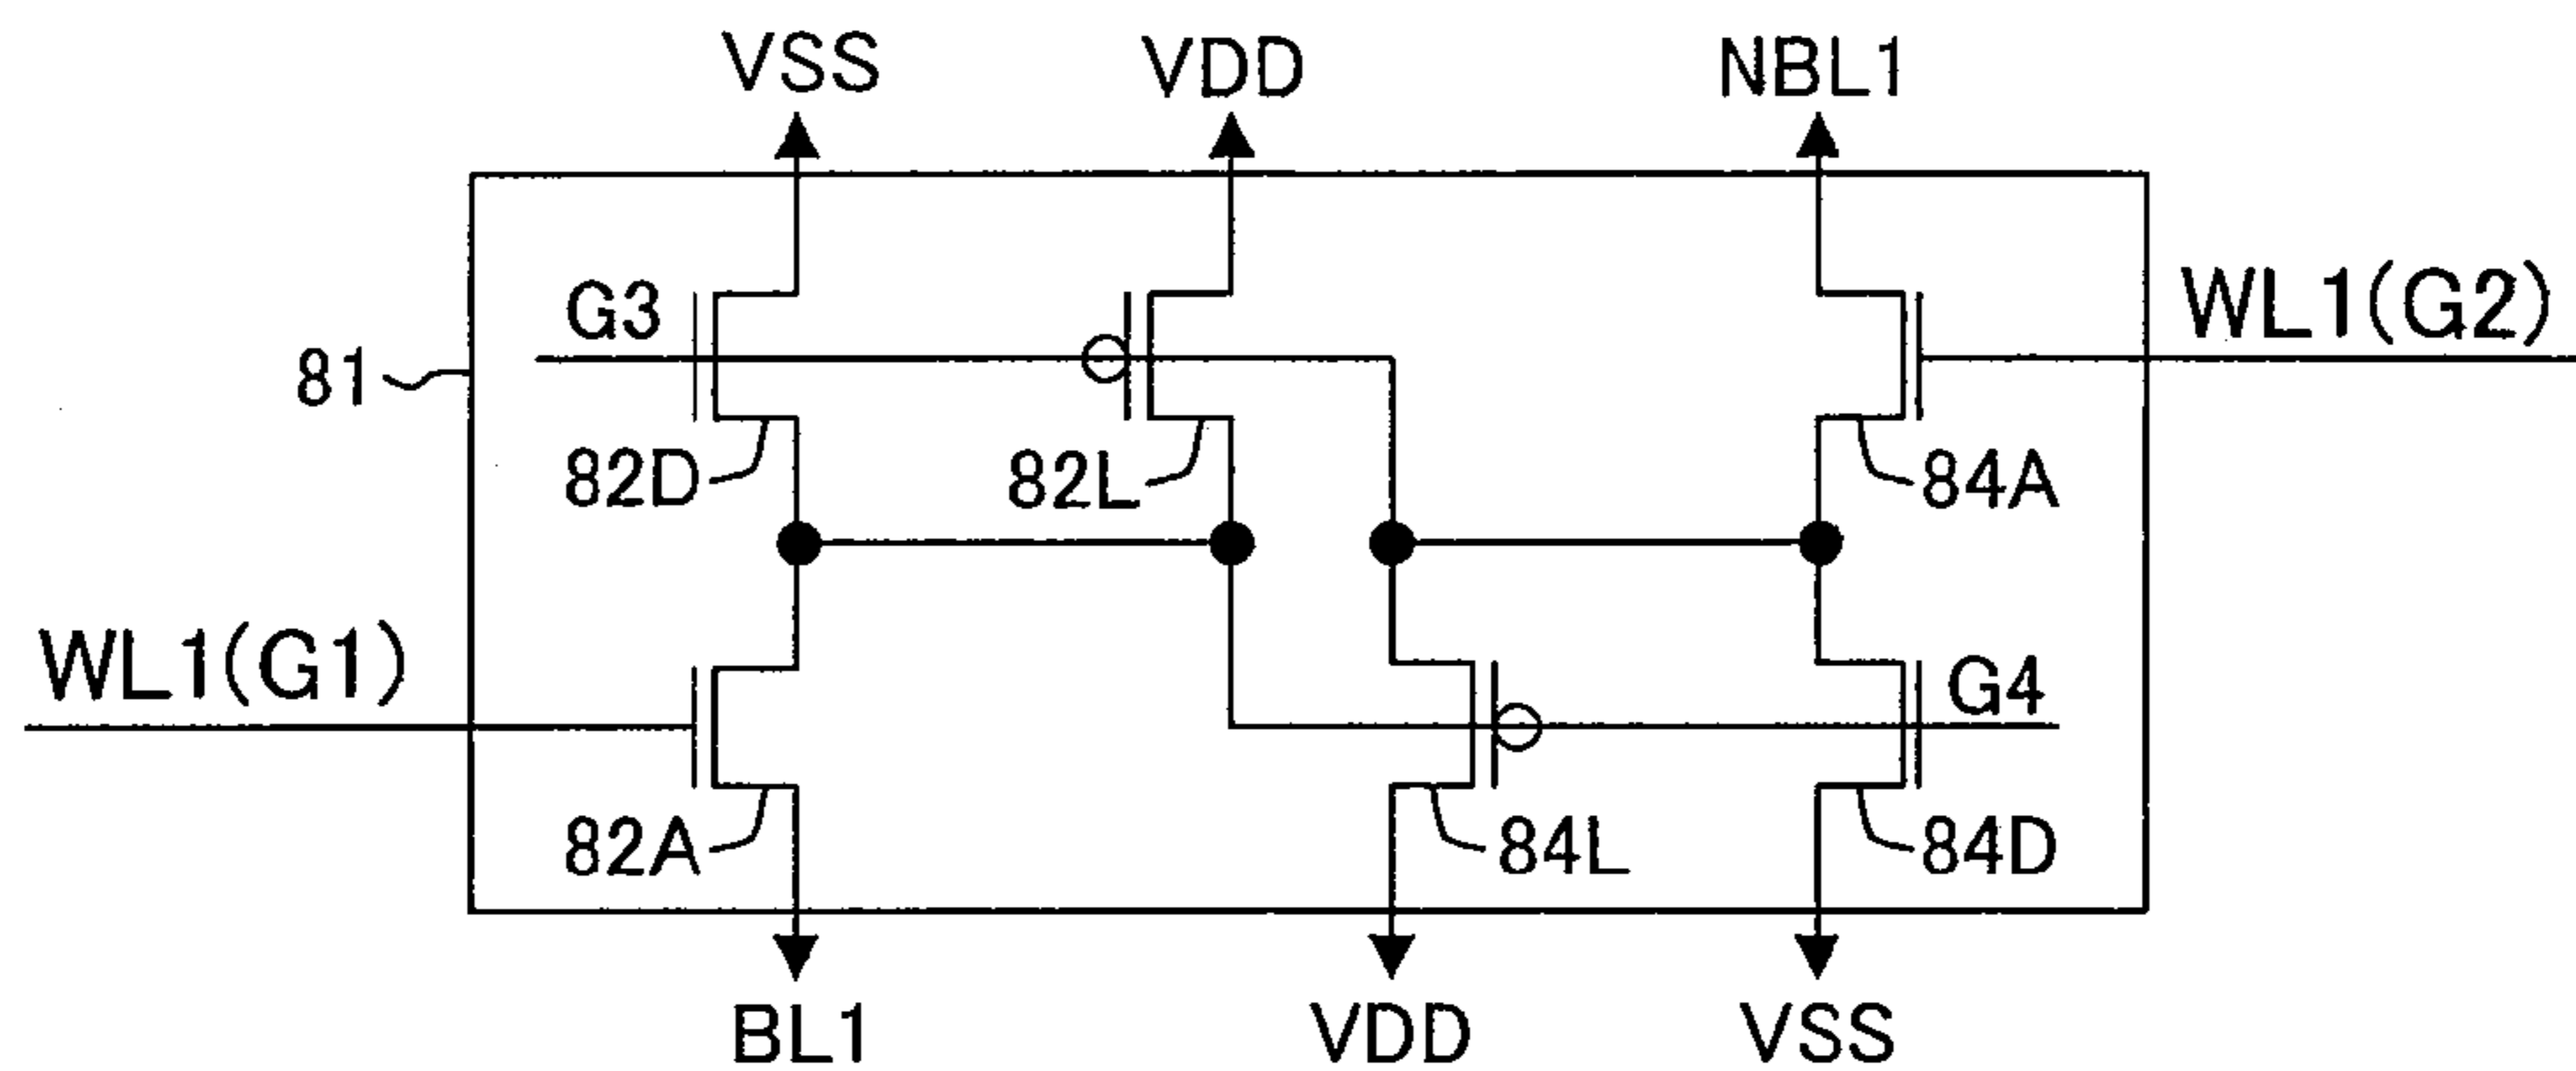 VSS VDD NBL1
G3 WL1(G2)
81
82D 82L 84A
WL1(G1) G4
82A 84L 84D
BL1 VDD VSS